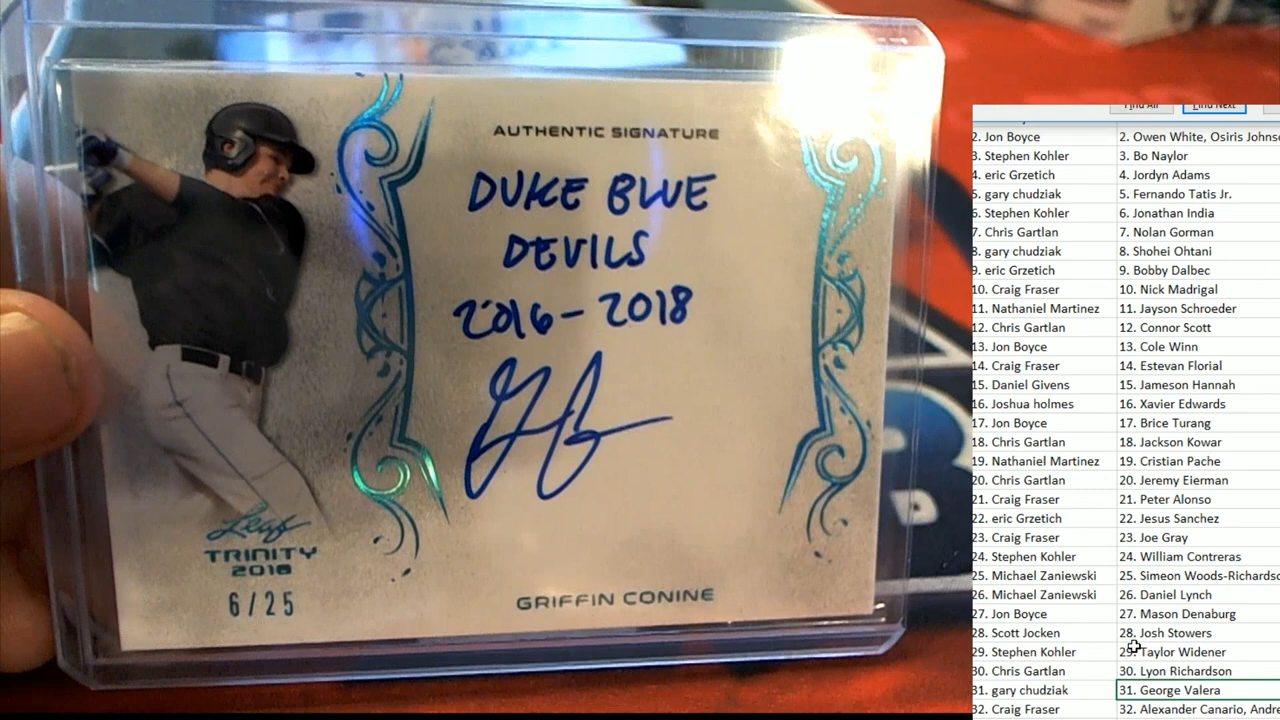 AUTHENTIC SIGNATURE
DUKE BLUE
DEVILS
2016-2018
Leaf
TRINITY
2018
6/25
GRIFFIN CONINE
Find All Find Next
2. Jon Boyce 2. Owen White, Osiris Johns
3. Stephen Kohler 3. Bo Naylor
4. eric Grzetich 4. Jordyn Adams
5. gary chudziak 5. Fernando Tatis Jr.
6. Stephen Kohler 6. Jonathan India
7. Chris Gartlan 7. Nolan Gorman
8. gary chudziak 8. Shohei Ohtani
9. eric Grzetich 9. Bobby Dalbec
10. Craig Fraser 10. Nick Madrigal
11. Nathaniel Martinez 11. Jayson Schroeder
12. Chris Gartlan 12. Connor Scott
13. Jon Boyce 13. Cole Winn
14. Craig Fraser 14. Estevan Florial
15. Daniel Givens 15. Jameson Hannah
16. Joshua holmes 16. Xavier Edwards
17. Jon Boyce 17. Brice Turang
18. Chris Gartlan 18. Jackson Kowar
19. Nathaniel Martinez 19. Cristian Pache
20. Chris Gartlan 20. Jeremy Eierman
21. Craig Fraser 21. Peter Alonso
22. eric Grzetich 22. Jesus Sanchez
23. Craig Fraser 23. Joe Gray
24. Stephen Kohler 24. William Contreras
25. Michael Zaniewski 25. Simeon Woods-Richardso
26. Michael Zaniewski 26. Daniel Lynch
27. Jon Boyce 27. Mason Denaburg
28. Scott Jocken 28. Josh Stowers
29. Stephen Kohler 29. Taylor Widener
30. Chris Gartlan 30. Lyon Richardson
31. gary chudziak 31. George Valera
32. Craig Fraser 32. Alexander Canario, Andre